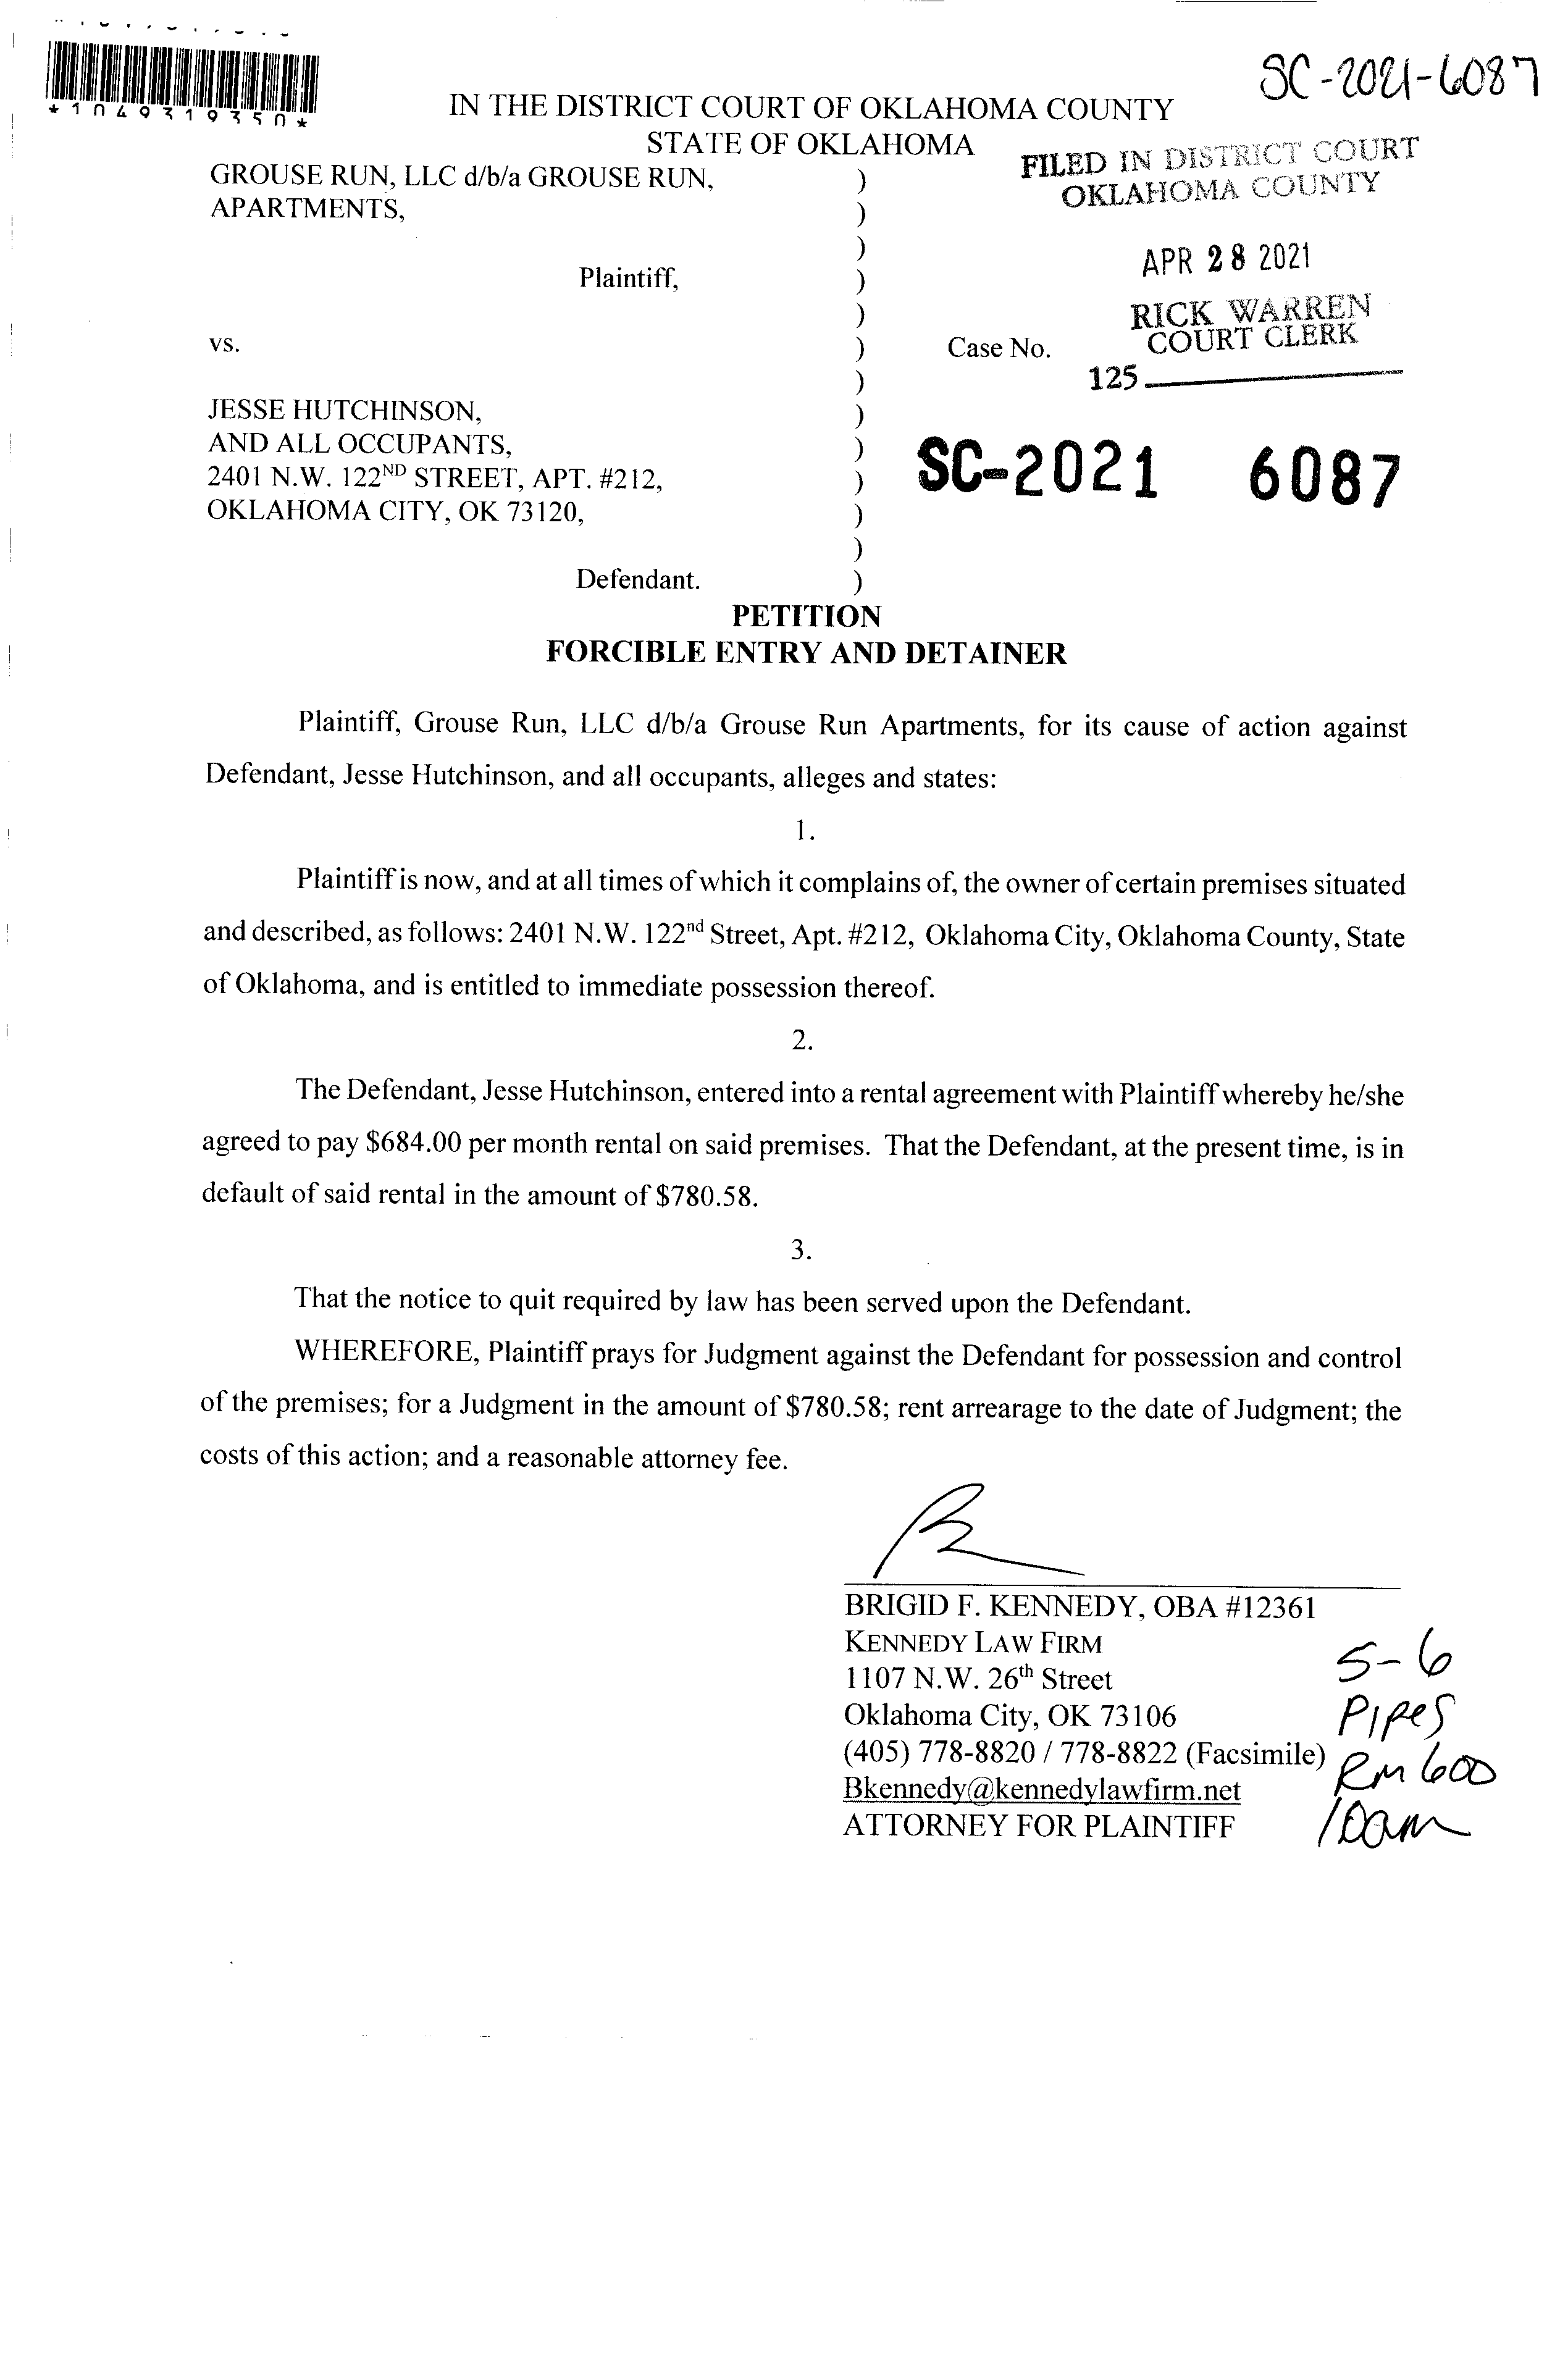 SC-2021-6087
*1049319350*
IN THE DISTRICT COURT OF OKLAHOMA COUNTY
STATE OF OKLAHOMA
FILED IN DISTRICT COURT
OKLAHOMA COUNTY
GROUSE RUN, LLC d/b/a GROUSE RUN, )
APARTMENTS, )
)
APR 28 2021
Plaintiff, )
)
RICK WARREN
COURT CLERK
vs. ) Case No.
125
)
JESSE HUTCHINSON, )
AND ALL OCCUPANTS, ) SC-2021 6087
2401 N.W. 122ND STREET, APT. #212, )
OKLAHOMA CITY, OK 73120, )
)
Defendant. )
PETITION
FORCIBLE ENTRY AND DETAINER
Plaintiff, Grouse Run, LLC d/b/a Grouse Run Apartments, for its cause of action against
Defendant, Jesse Hutchinson, and all occupants, alleges and states:
1.
Plaintiff is now, and at all times of which it complains of, the owner of certain premises situated
and described, as follows: 2401 N.W. 122nd Street, Apt. #212, Oklahoma City, Oklahoma County, State
of Oklahoma, and is entitled to immediate possession thereof.
2.
The Defendant, Jesse Hutchinson, entered into a rental agreement with Plaintiff whereby he/she
agreed to pay $684.00 per month rental on said premises. That the Defendant, at the present time, is in
default of said rental in the amount of $780.58.
3.
That the notice to quit required by law has been served upon the Defendant.
WHEREFORE, Plaintiff prays for Judgment against the Defendant for possession and control
of the premises; for a Judgment in the amount of $780.58; rent arrearage to the date of Judgment; the
costs of this action; and a reasonable attorney fee.
BRIGID F. KENNEDY, OBA #12361
KENNEDY LAW FIRM
1107 N.W. 26th Street
Oklahoma City, OK 73106
(405) 778-8820 / 778-8822 (Facsimile)
Bkennedy@kennedylawfirm.net
ATTORNEY FOR PLAINTIFF
5-6
Pipes
Rm 600
10am